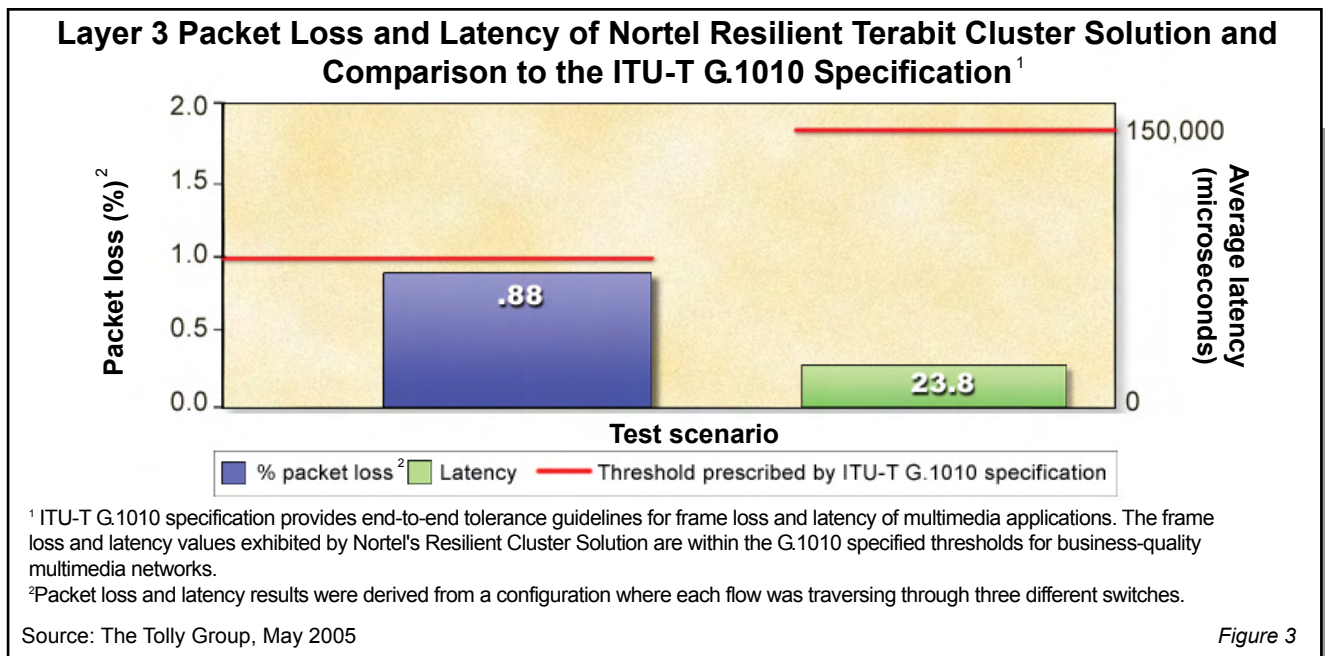 Layer 3 Packet Loss and Latency of Nortel Resilient Terabit Cluster Solution and
Comparison to the ITU-T G.1010 Specification¹
2.0
1.5
1.0
0.5
0.0
Packet loss (%)²
.88
23.8
150,000
0
Average latency
(microseconds)
Test scenario
% packet loss² Latency Threshold prescribed by ITU-T G.1010 specification
¹ ITU-T G.1010 specification provides end-to-end tolerance guidelines for frame loss and latency of multimedia applications. The frame
loss and latency values exhibited by Nortel's Resilient Cluster Solution are within the G.1010 specified thresholds for business-quality
multimedia networks.
²Packet loss and latency results were derived from a configuration where each flow was traversing through three different switches.
Source: The Tolly Group, May 2005
Figure 3